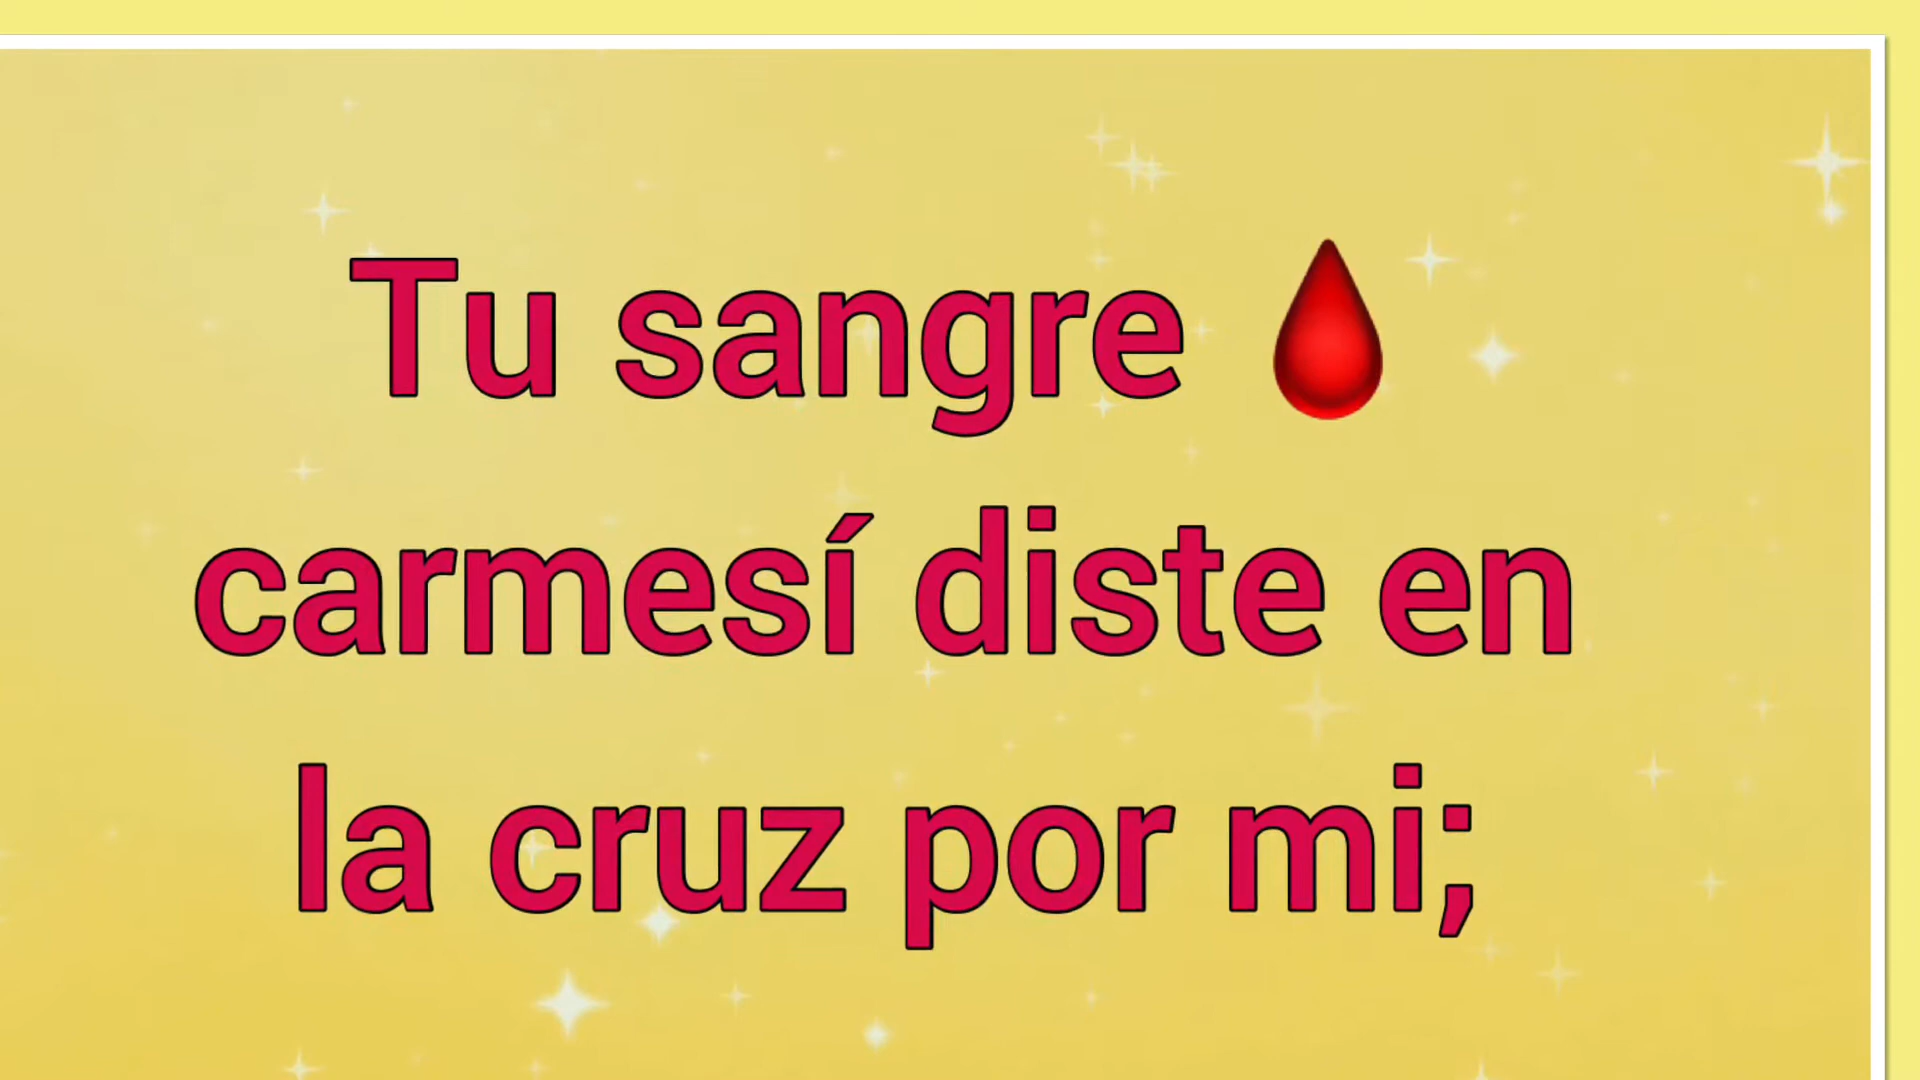 Tu sangre 🩸
carmesí diste en
la cruz por mi;